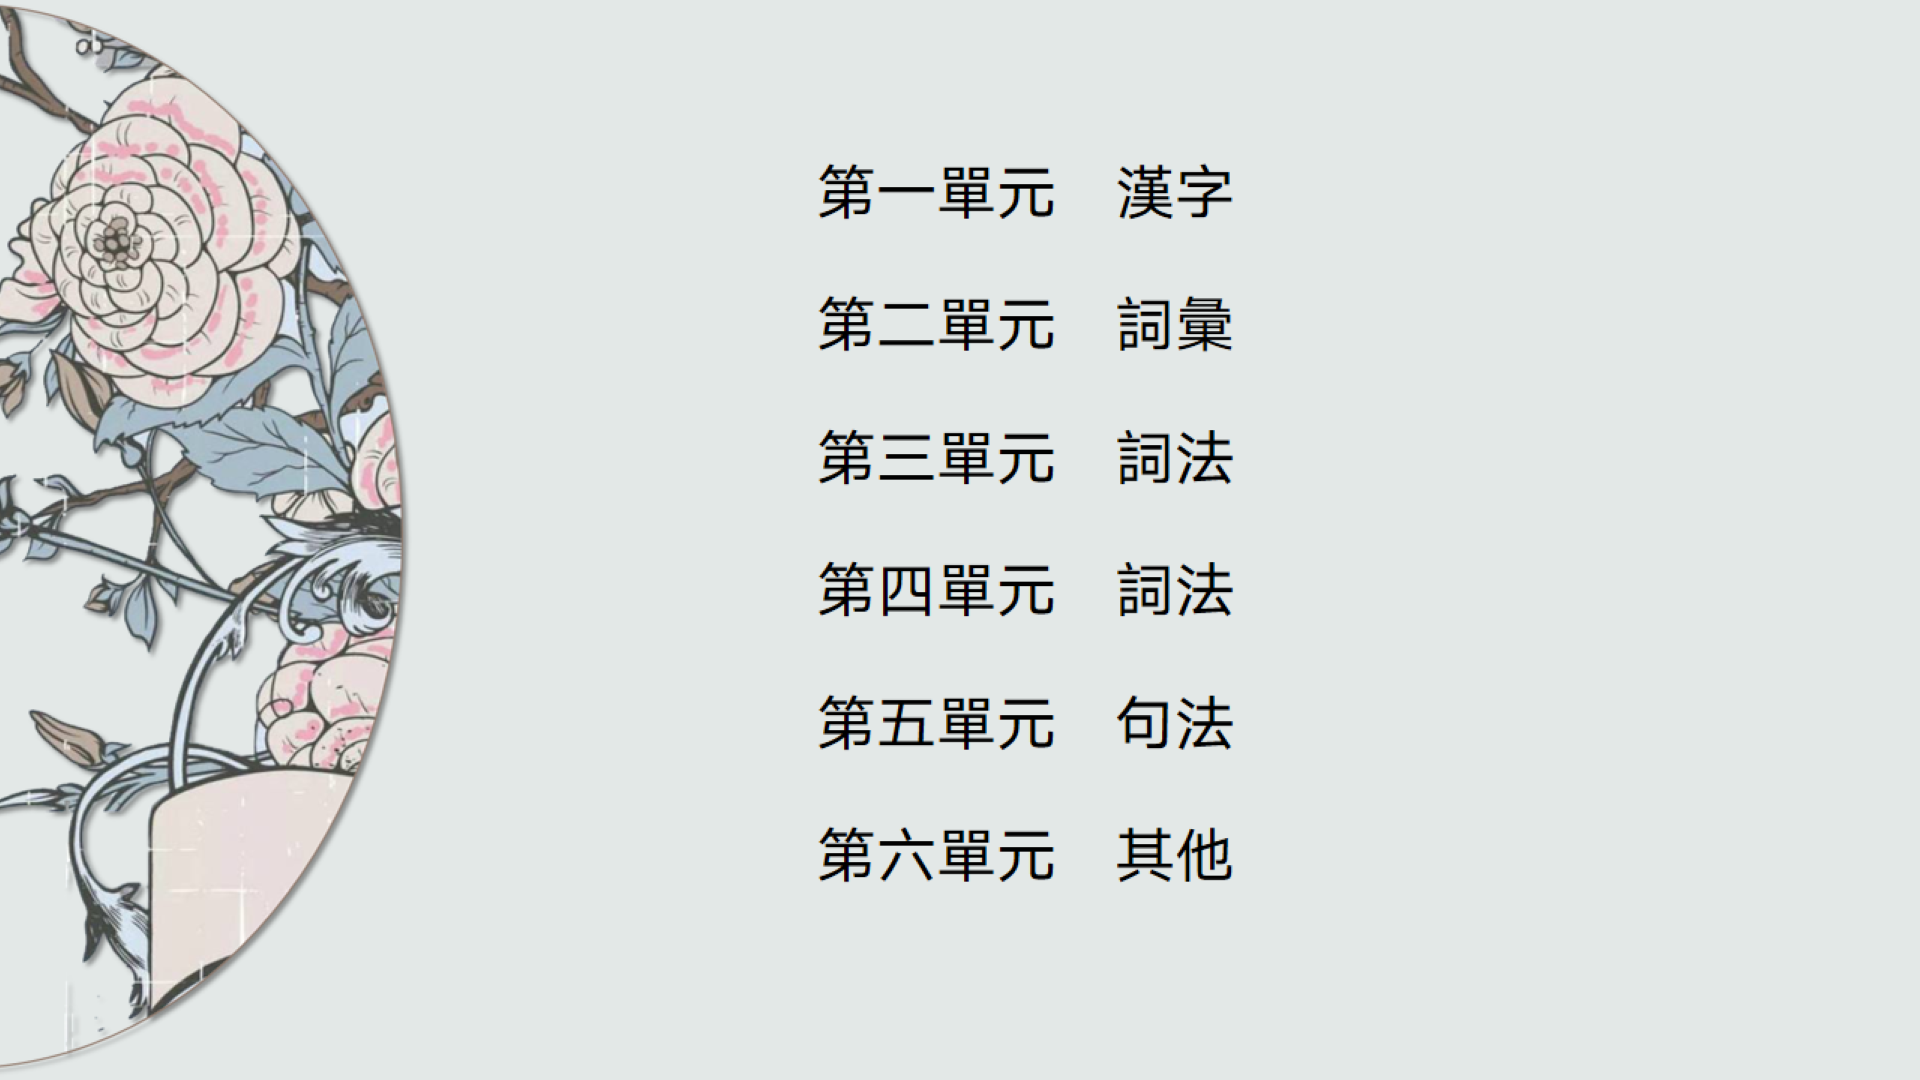 第一單元　漢字
第二單元　詞彙
第三單元　詞法
第四單元　詞法
第五單元　句法
第六單元　其他